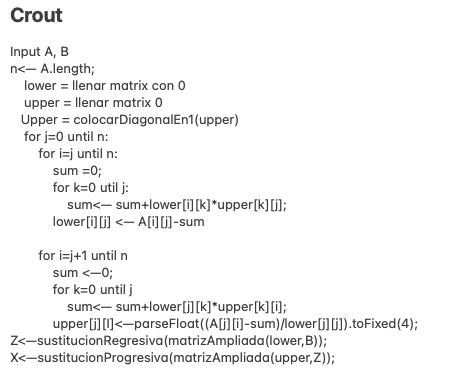 Crout
Input A, B
n<— A.length;
lower = llenar matrix con 0
upper = llenar matrix 0
Upper = colocarDiagonalEn1(upper)
for j=0 until n:
for i=j until n:
sum =0;
for k=0 util j:
sum<— sum+lower[i][k]*upper[k][j];
lower[i][j] <— A[i][j]-sum
for i=j+1 until n
sum <—0;
for k=0 until j
sum<— sum+lower[j][k]*upper[k][i];
upper[j][I]<—parseFloat((A[j][i]-sum)/lower[j][j]).toFixed(4);
Z<—sustitucionRegresiva(matrizAmpliada(lower,B));
X<—sustitucionProgresiva(matrizAmpliada(upper,Z));